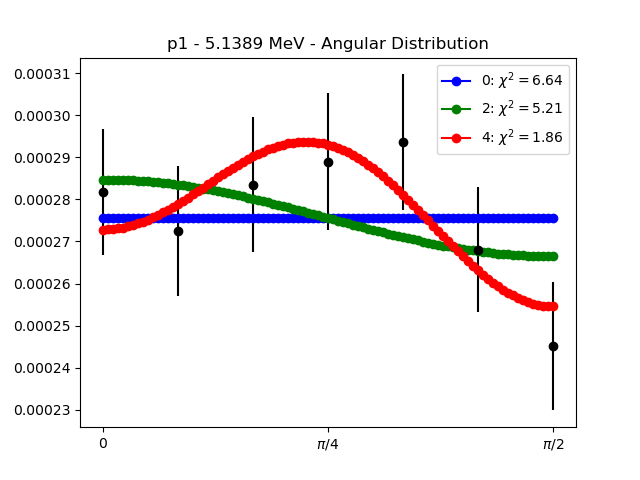 p1 - 5.1389 MeV - Angular Distribution
0: χ² = 6.64
2: χ² = 5.21
4: χ² = 1.86
0.00031
0.00030
0.00029
0.00028
0.00027
0.00026
0.00025
0.00024
0.00023
0
π/4
π/2